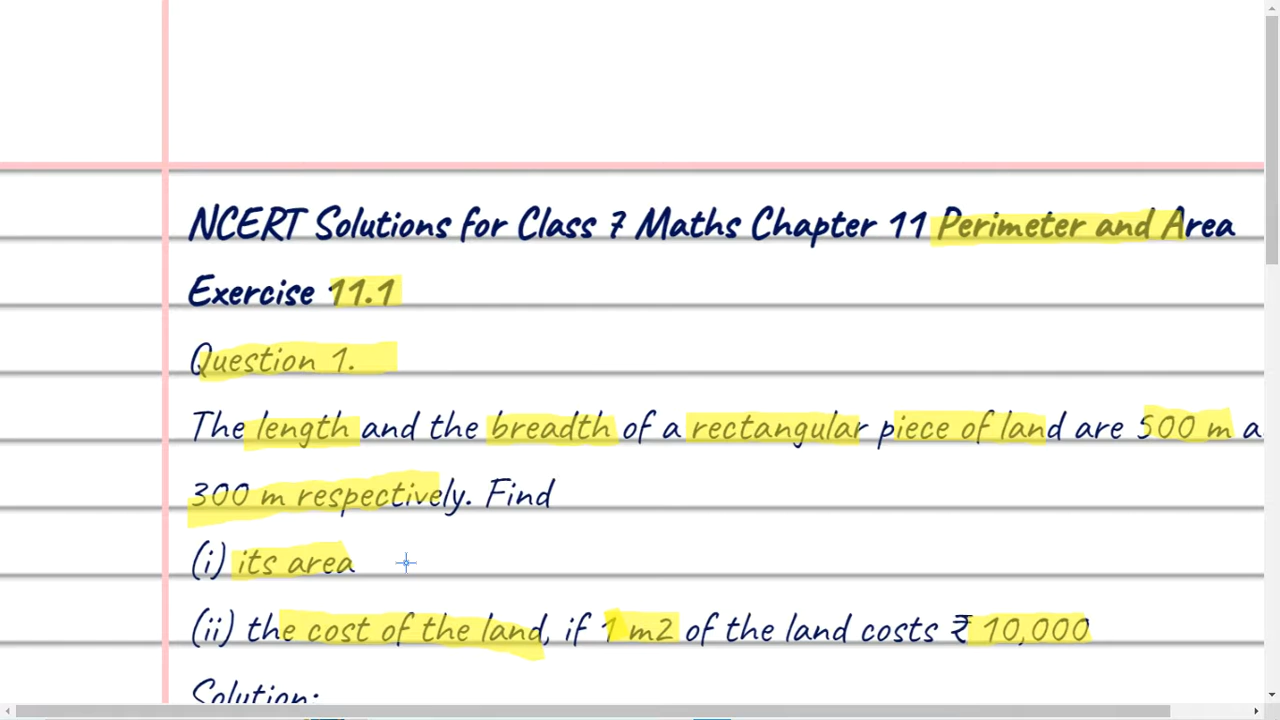 NCERT Solutions for Class 7 Maths Chapter 11 Perimeter and Area
Exercise 11.1
Question 1.
The length and the breadth of a rectangular piece of land are 500 m a
300 m respectively. Find
(i) its area
(ii) the cost of the land, if 1 m2 of the land costs ₹ 10,000
Solution: